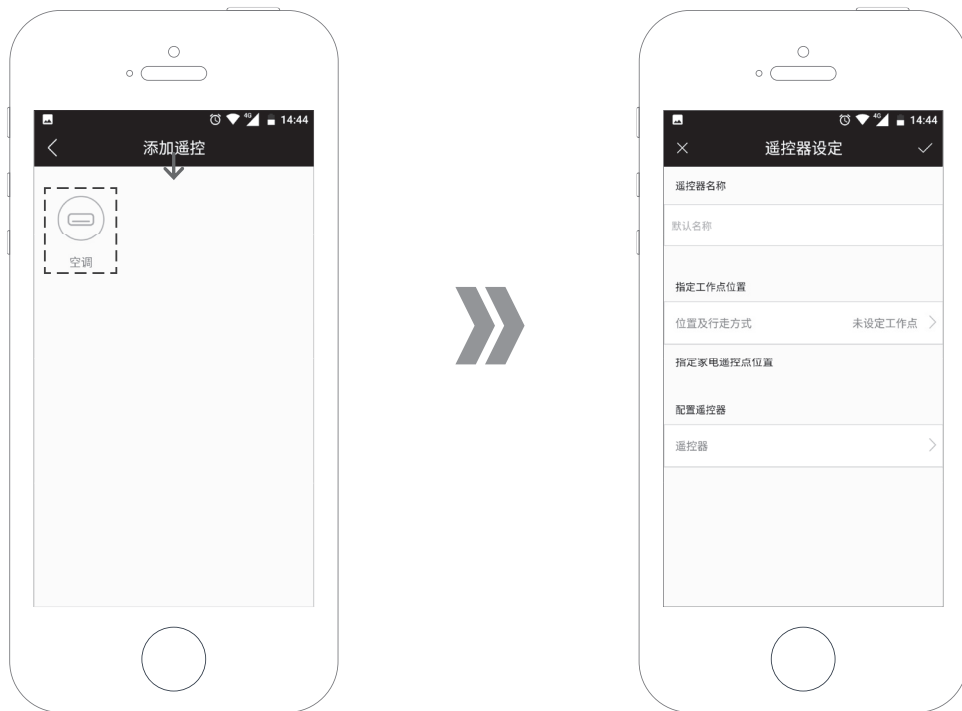 4G 14:44
添加遥控
空调
4G 14:44
遥控器设定
遥控器名称
默认名称
指定工作点位置
位置及行走方式 未设定工作点
指定家电遥控点位置
配置遥控器
遥控器